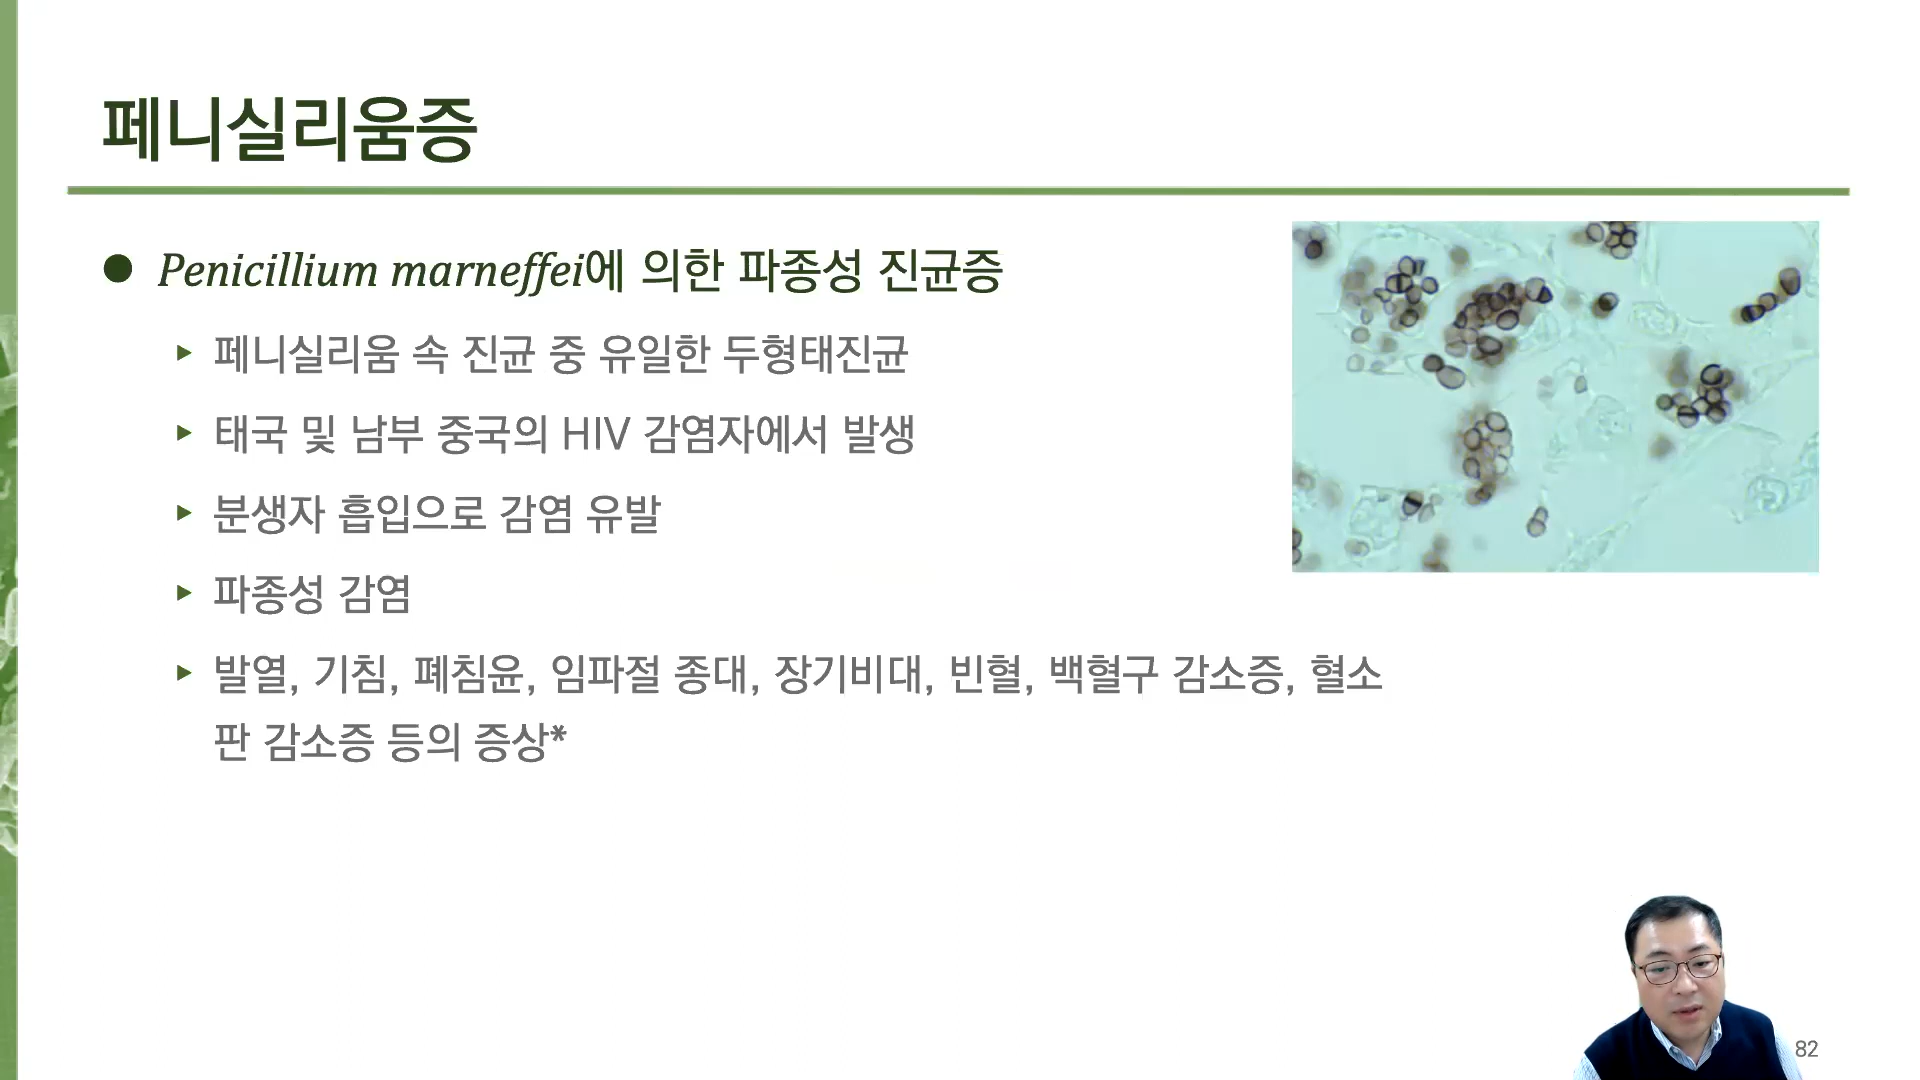 페니실리움증
● Penicillium marneffei에 의한 파종성 진균증
▸ 페니실리움 속 진균 중 유일한 두형태진균
▸ 태국 및 남부 중국의 HIV 감염자에서 발생
▸ 분생자 흡입으로 감염 유발
▸ 파종성 감염
▸ 발열, 기침, 폐침윤, 임파절 종대, 장기비대, 빈혈, 백혈구 감소증, 혈소
판 감소증 등의 증상*
82